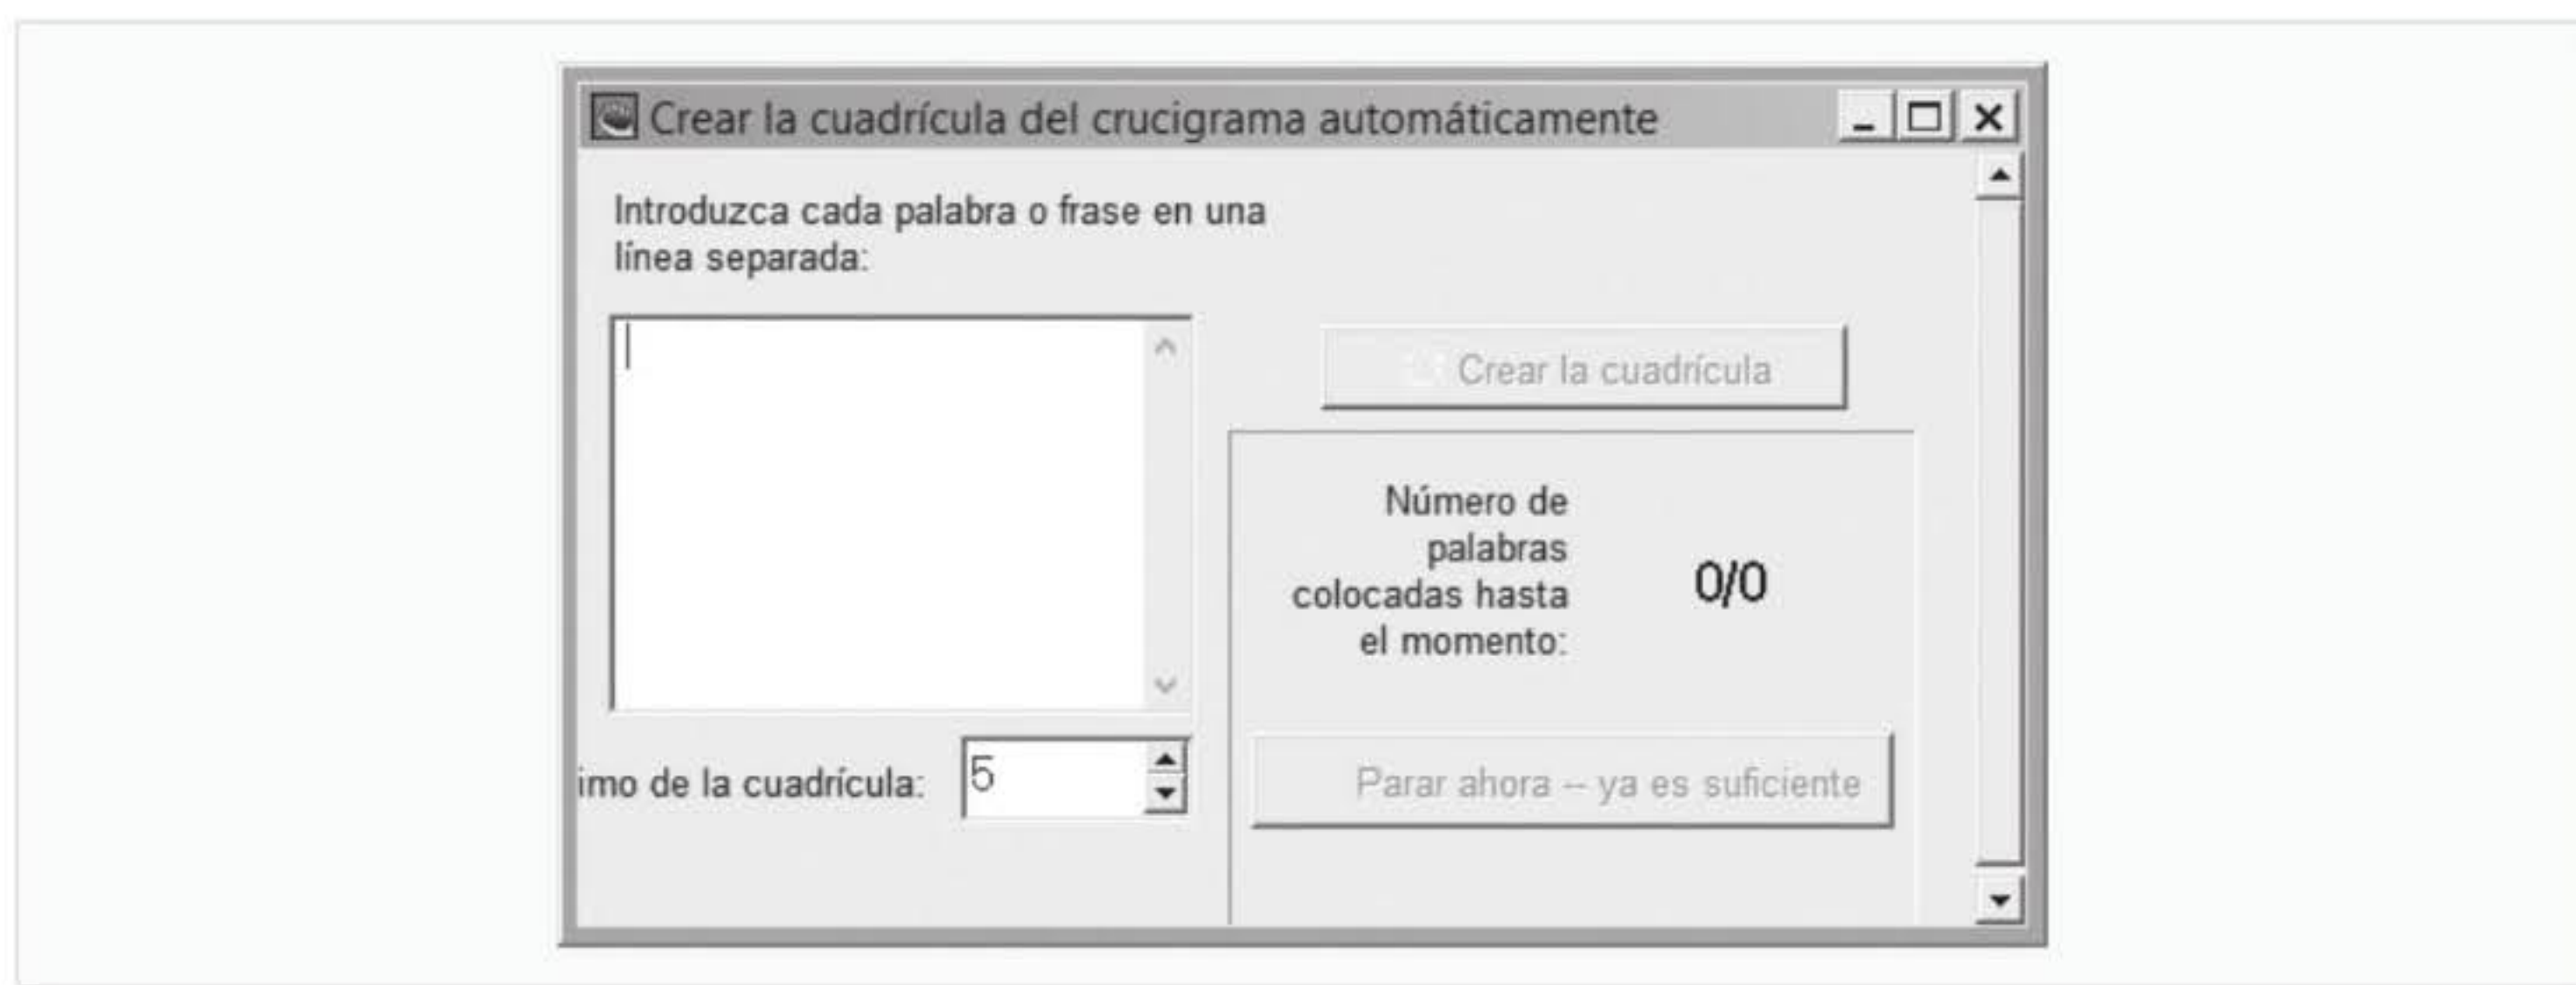 Crear la cuadrícula del crucigrama automáticamente
Introduzca cada palabra o frase en una
línea separada:
Crear la cuadrícula
Número de
palabras
colocadas hasta
el momento:
0/0
imo de la cuadrícula:
5
Parar ahora -- ya es suficiente